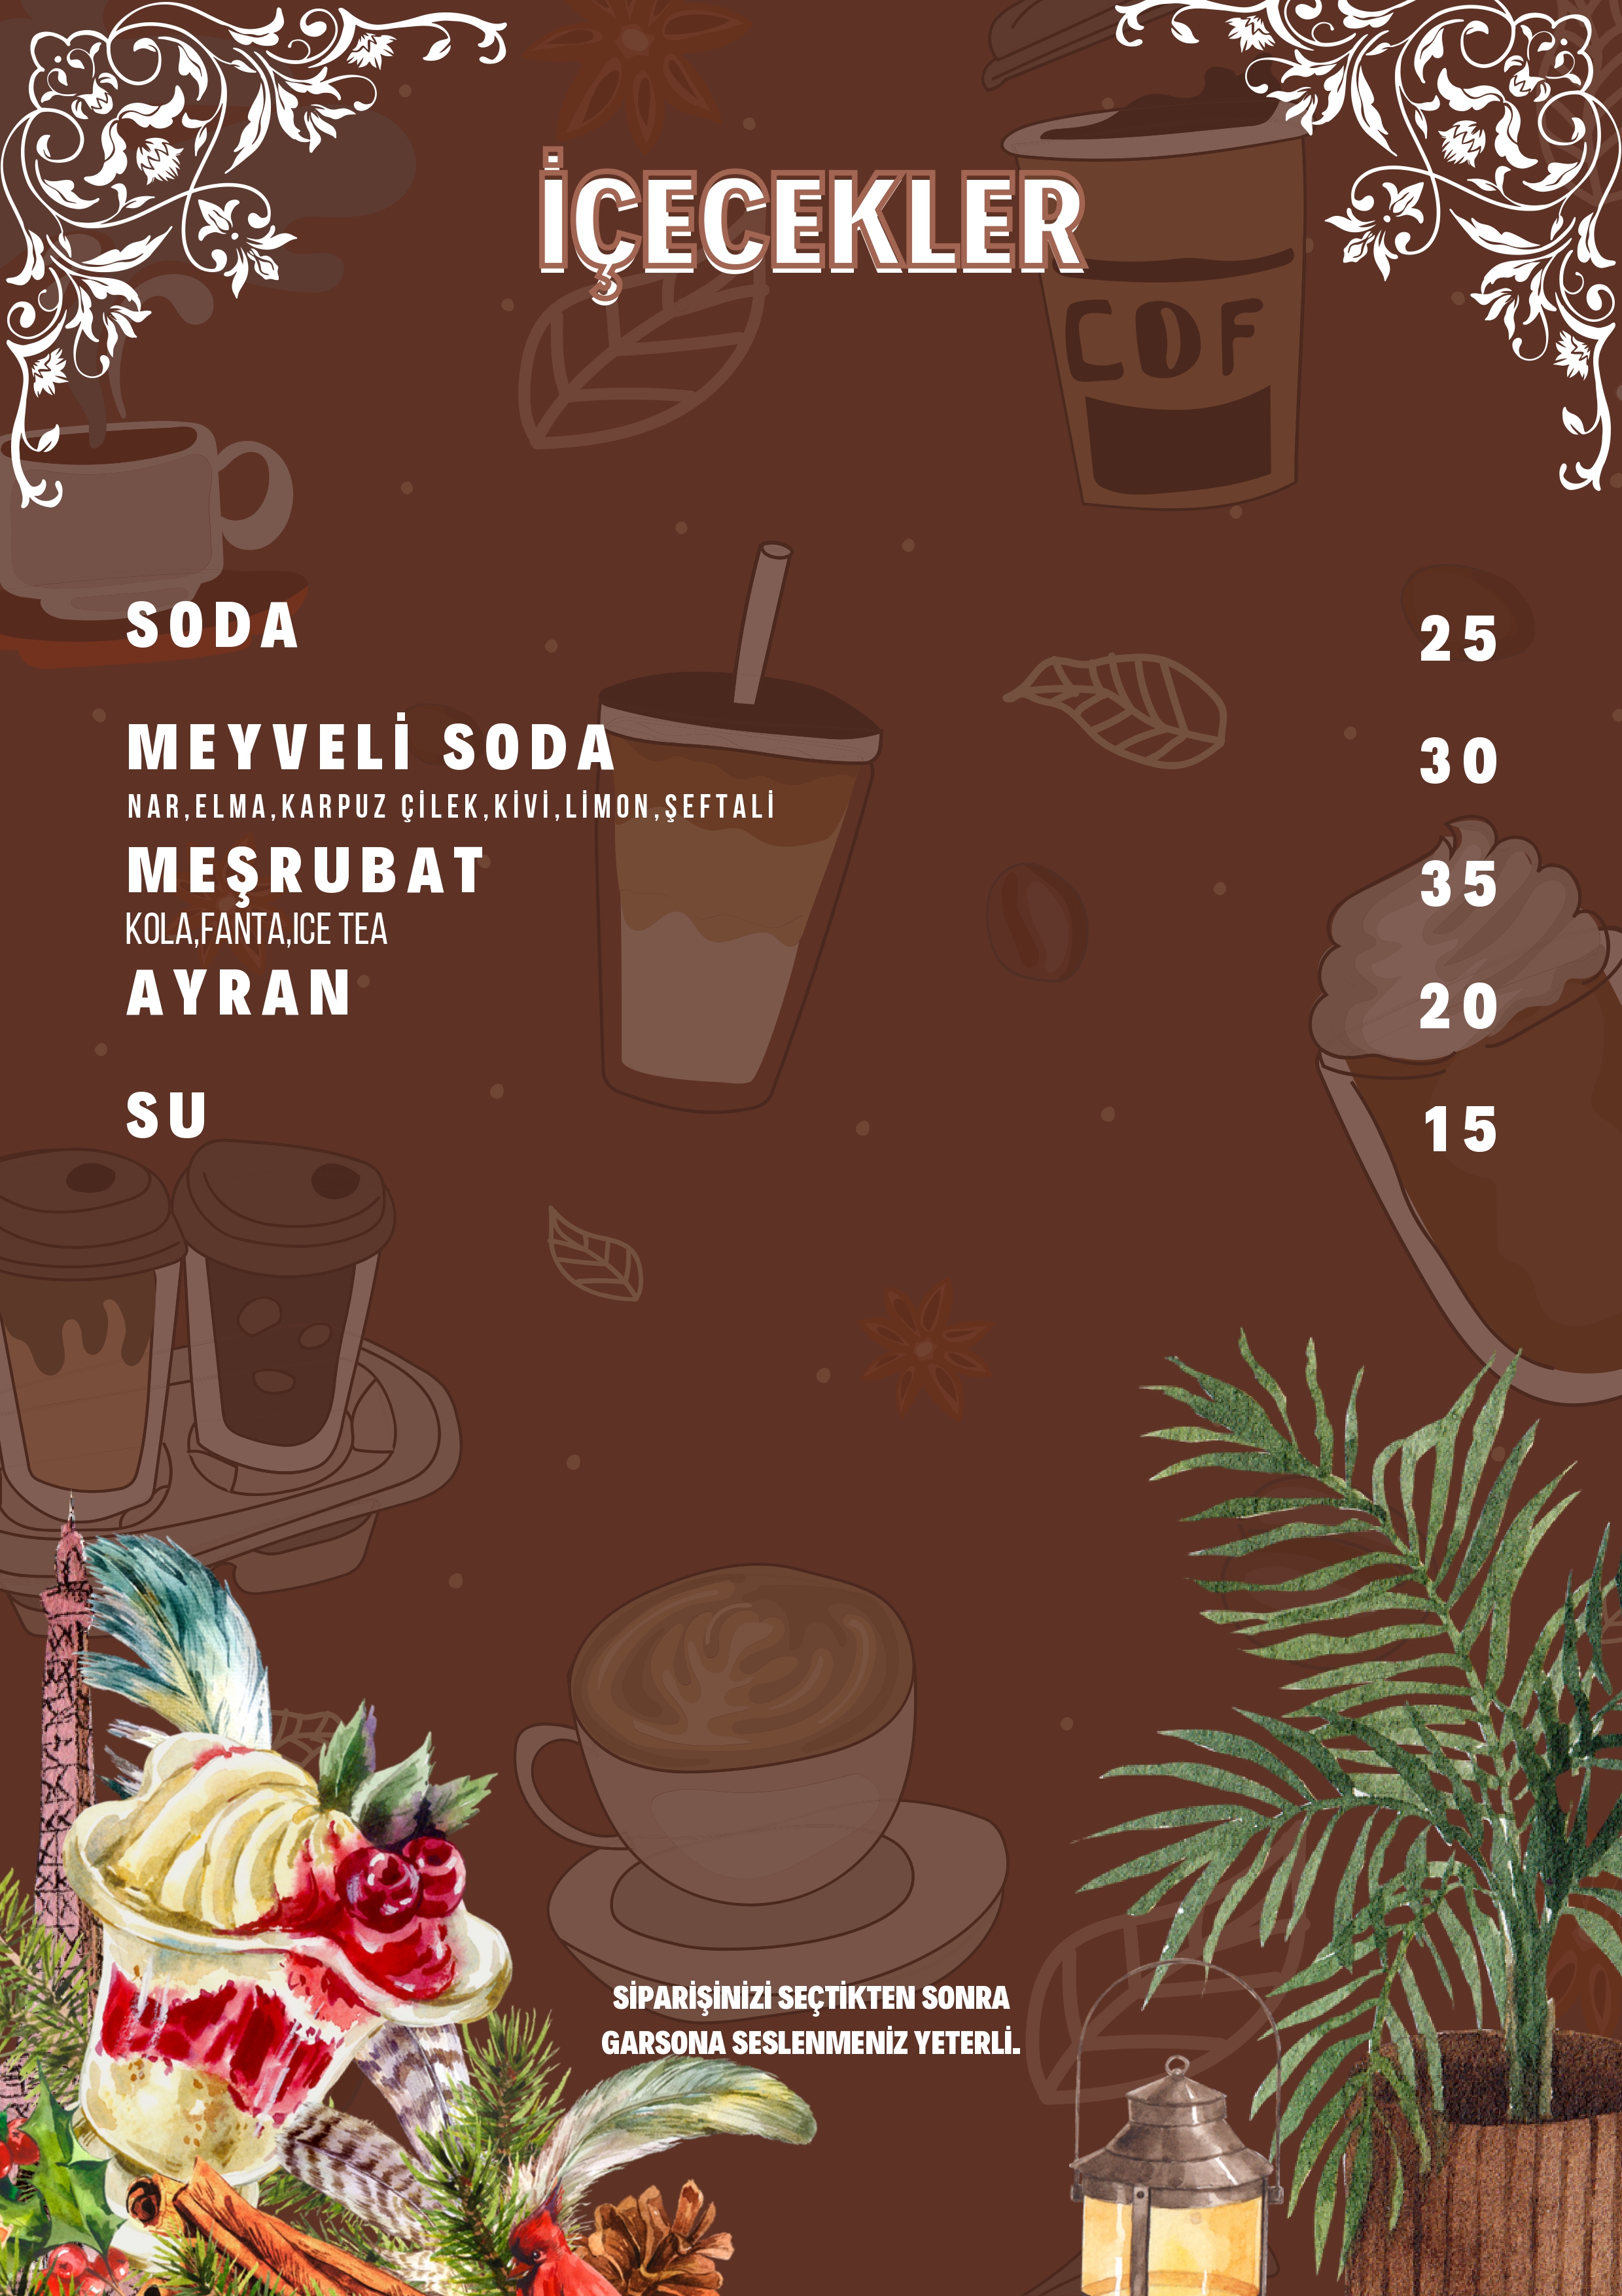 İÇECEKLER
COF
SODA 25
MEYVELİ SODA 30
NAR,ELMA,KARPUZ ÇİLEK,KİVİ,LİMON,ŞEFTALİ
MEŞRUBAT 35
KOLA,FANTA,ICE TEA
AYRAN 20
SU 15
SİPARİŞİNİZİ SEÇTİKTEN SONRA
GARSONA SESLENMENİZ YETERLİ.